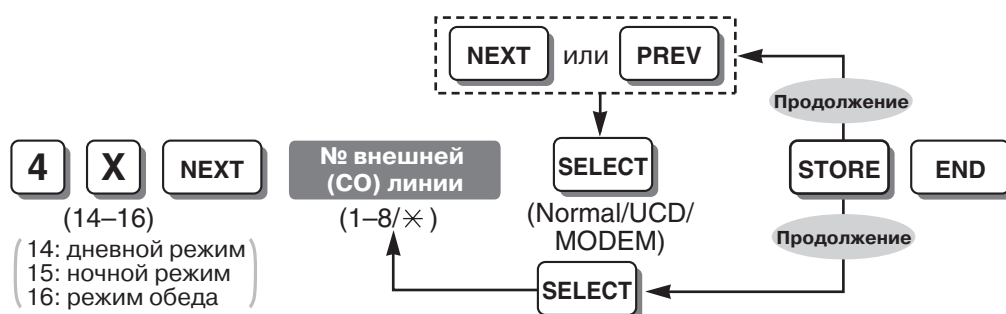 NEXT или PREV
Продолжение
4 X NEXT
№ внешней
(CO) линии
SELECT
STORE END
(14–16)
(1–8/✳)
(Normal/UCD/
MODEM)
Продолжение
14: дневной режим
15: ночной режим
16: режим обеда
SELECT